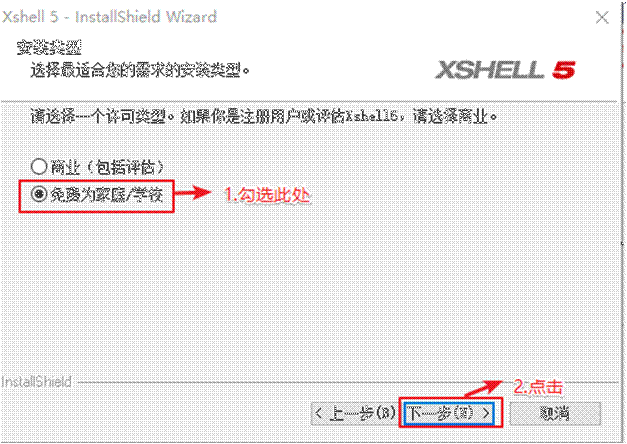 Xshell 5 - InstallShield Wizard
安装类型
选择最适合您的需求的安装类型。
XSHELL 5
请选择一个许可类型。如果你是注册用户或评估Xshell5，请选择商业。
商业（包括评估）
免费为家庭/学校
1.勾选此处
InstallShield
2.点击
< 上一步(B)
下一步(N) >
取消